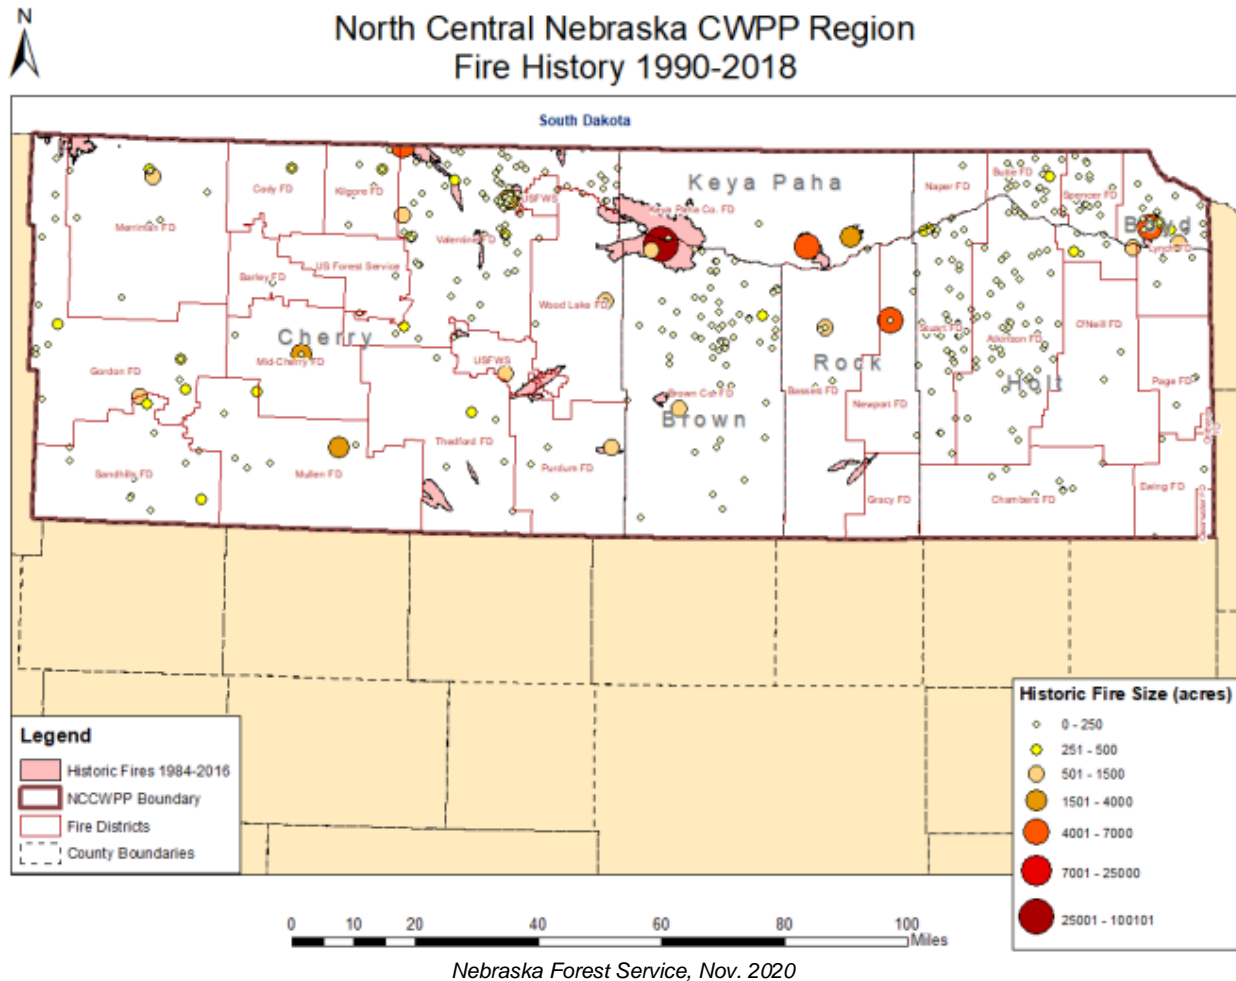 N
North Central Nebraska CWPP Region
Fire History 1990-2018
South Dakota
Keya Paha
Cody FD
Kilgore FD
USFWS
Keya Paha Co. FD
Naper FD
Butte FD
Spencer FD
Boyd
Lynch FD
Merriman FD
Valentine FD
US Forest Service
Barley FD
Wood Lake FD
Cherry
Mid-Cherry FD
USFWS
Rock
Stuart FD
Atkinson FD
O'Neill FD
Holt
Gordon FD
Brown Co. FD
Brown
Bassett FD
Newport FD
Page FD
Thedford FD
Sandhills FD
Mullen FD
Purdum FD
Gracy FD
Chambers FD
Ewing FD
Clearwater FD
Legend
Historic Fires 1984-2016
NCCWPP Boundary
Fire Districts
County Boundaries
Historic Fire Size (acres)
0 - 250
251 - 500
501 - 1500
1501 - 4000
4001 - 7000
7001 - 25000
25001 - 100101
0 10 20 40 60 80 100
Miles
Nebraska Forest Service, Nov. 2020